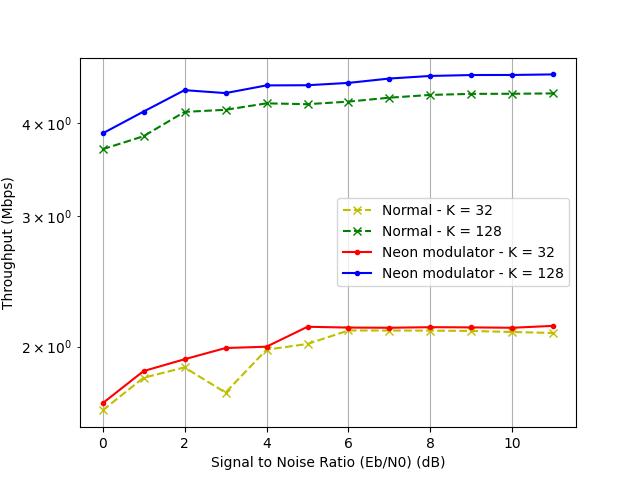 4 × 10⁰
3 × 10⁰
2 × 10⁰
Throughput (Mbps)
Normal - K = 32
Normal - K = 128
Neon modulator - K = 32
Neon modulator - K = 128
0 2 4 6 8 10
Signal to Noise Ratio (Eb/N0) (dB)